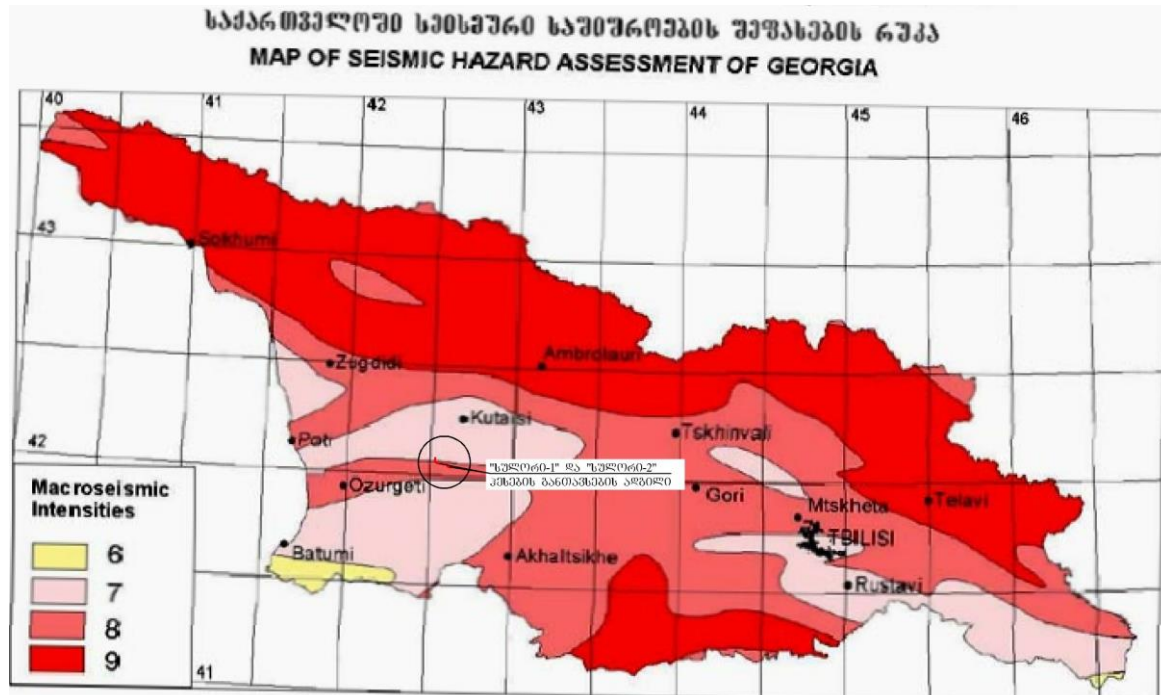 საქართველოში სეისმური საშიშროების შეფასების რუკა
MAP OF SEISMIC HAZARD ASSESSMENT OF GEORGIA
40
41
42
43
44
45
46
43
Sokhumi
Zugdidi
Ambrolauri
Kutaisi
Poti
Tskhinvali
42
"სულორი-1" და "სულორი-2"
ჰესების განთავსების ადგილი
Ozurgeti
Gori
Mtskheta
Telavi
TBILISI
Batumi
Akhaltsikhe
Rustavi
Macroseismic
Intensities
6
7
8
9
41